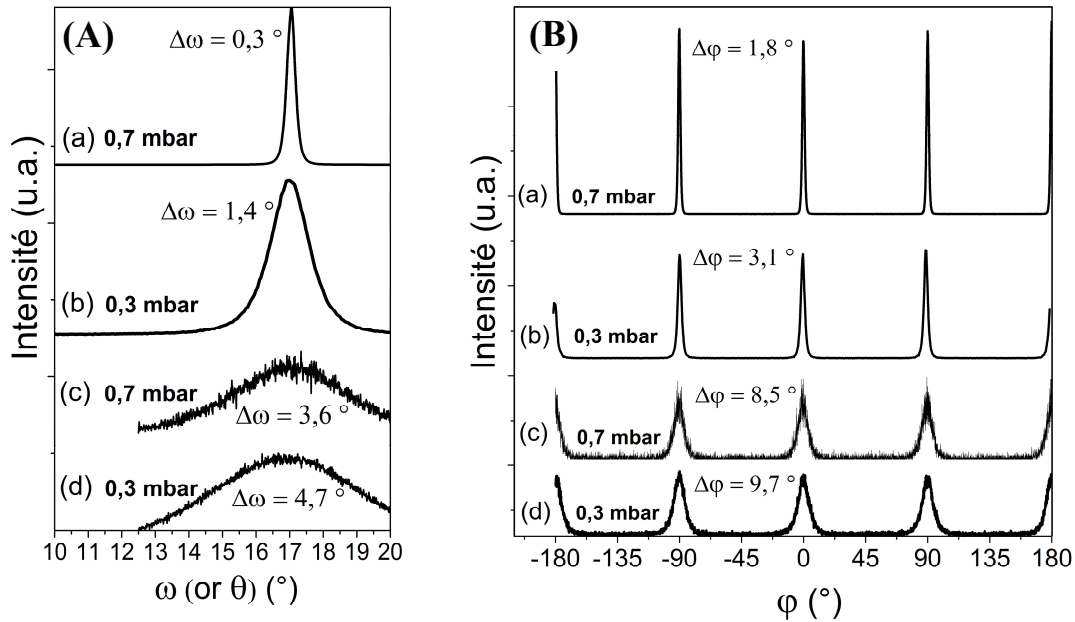 (A)
Δω = 0,3 °
(a) 0,7 mbar
Δω = 1,4 °
(b) 0,3 mbar
(c) 0,7 mbar
Δω = 3,6 °
(d) 0,3 mbar
Δω = 4,7 °
10 11 12 13 14 15 16 17 18 19 20
ω (or θ) (°)
Intensité (u.a.)
(B)
Δφ = 1,8 °
(a) 0,7 mbar
Δφ = 3,1 °
(b) 0,3 mbar
Δφ = 8,5 °
(c) 0,7 mbar
Δφ = 9,7 °
(d) 0,3 mbar
-180 -135 -90 -45 0 45 90 135 180
φ (°)
Intensité (u.a.)